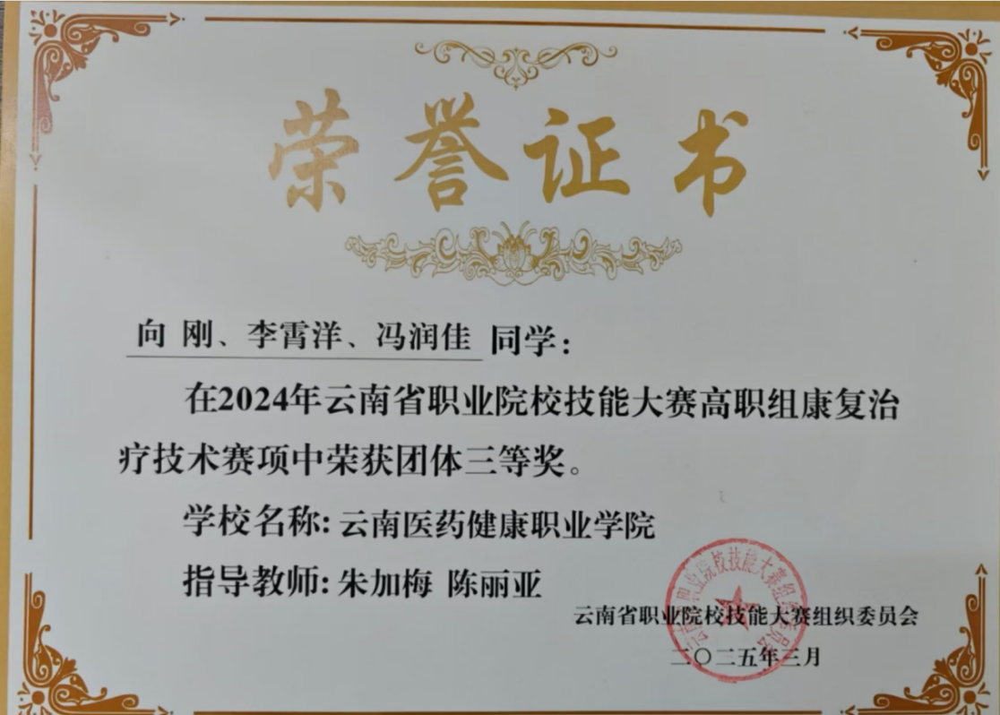 荣誉证书
向 刚、李霄洋、冯润佳 同学：
在2024年云南省职业院校技能大赛高职组康复治
疗技术赛项中荣获团体三等奖。
学校名称：云南医药健康职业学院
指导教师：朱加梅 陈丽亚
云南省职业院校技能大赛组织委员会
二〇二五年三月